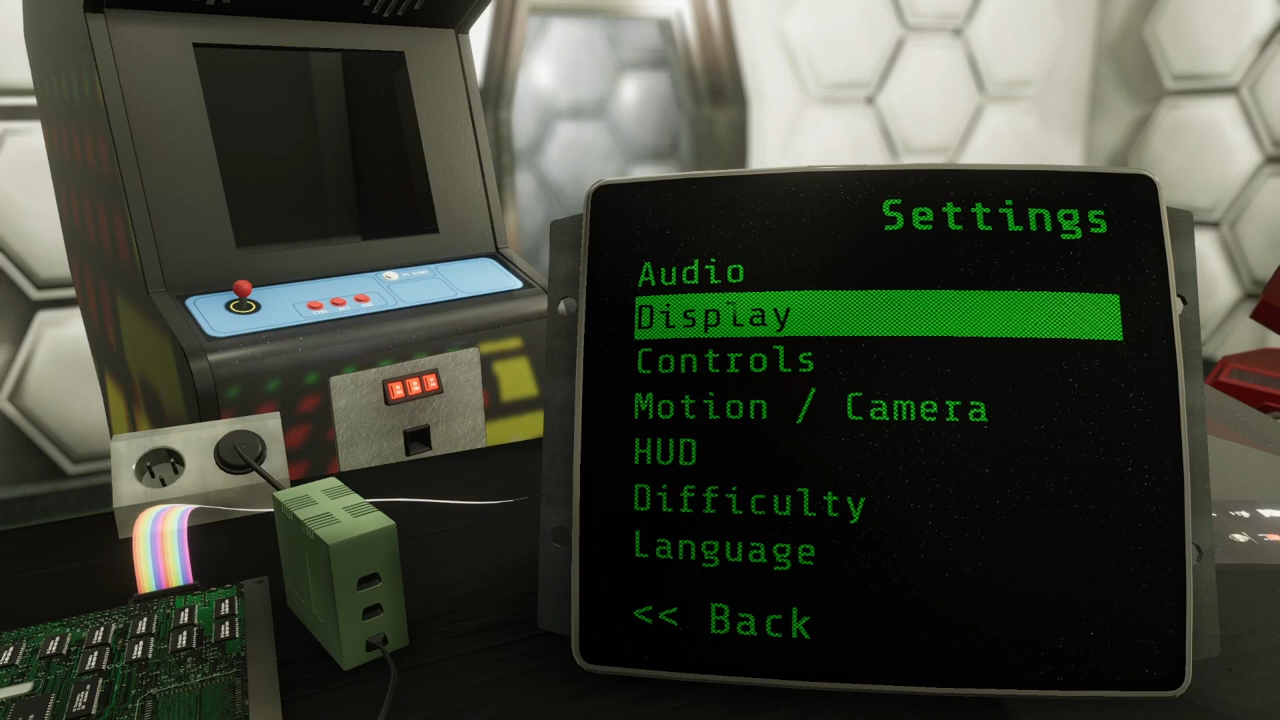 Settings
Audio
Display
Controls
Motion / Camera
HUD
Difficulty
Language
<< Back